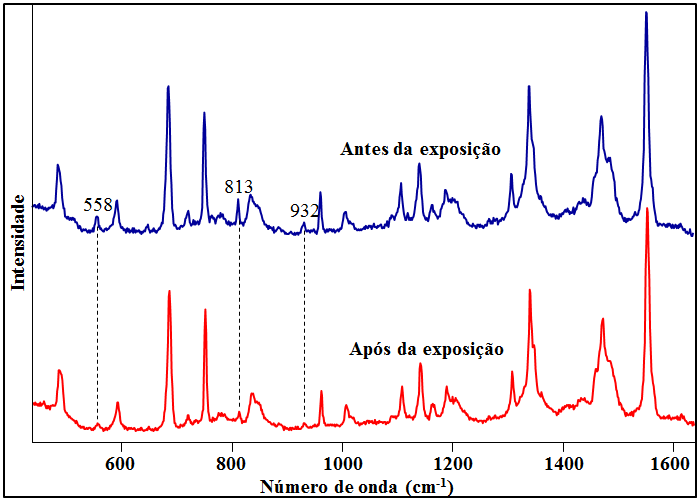 Antes da exposição
558
813
932
Intensidade
Após da exposição
600
800
1000
1200
1400
1600
Número de onda (cm-1)